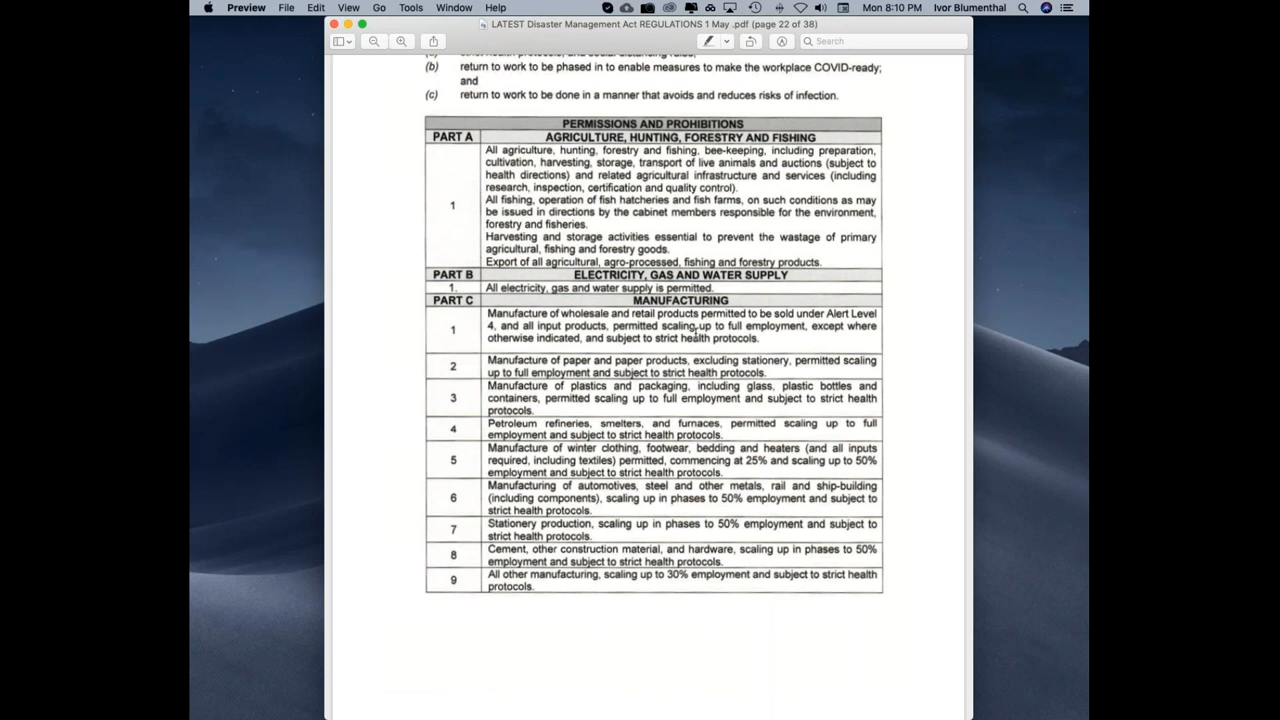 Preview File Edit View Go Tools Window Help Mon 8:10 PM Ivor Blumenthal
LATEST Disaster Management Act REGULATIONS 1 May .pdf (page 22 of 38)
Search
(b) return to work to be phased in to enable measures to make the workplace COVID-ready;
and
(c) return to work to be done in a manner that avoids and reduces risks of infection.
PERMISSIONS AND PROHIBITIONS
PART A AGRICULTURE, HUNTING, FORESTRY AND FISHING
All agriculture, hunting, forestry and fishing, bee-keeping, including preparation,
cultivation, harvesting, storage, transport of live animals and auctions (subject to
health directions) and related agricultural infrastructure and services (including
research, inspection, certification and quality control).
1 All fishing, operation of fish hatcheries and fish farms, on such conditions as may
be issued in directions by the cabinet members responsible for the environment,
forestry and fisheries.
Harvesting and storage activities essential to prevent the wastage of primary
agricultural, fishing and forestry goods.
Export of all agricultural, agro-processed, fishing and forestry products.
PART B ELECTRICITY, GAS AND WATER SUPPLY
1. All electricity, gas and water supply is permitted.
PART C MANUFACTURING
Manufacture of wholesale and retail products permitted to be sold under Alert Level
1 4, and all input products, permitted scaling up to full employment, except where
otherwise indicated, and subject to strict health protocols.
2 Manufacture of paper and paper products, excluding stationery, permitted scaling
up to full employment and subject to strict health protocols.
Manufacture of plastics and packaging, including glass, plastic bottles and
3 containers, permitted scaling up to full employment and subject to strict health
protocols.
4 Petroleum refineries, smelters, and furnaces, permitted scaling up to full
employment and subject to strict health protocols.
Manufacture of winter clothing, footwear, bedding and heaters (and all inputs
5 required, including textiles) permitted, commencing at 25% and scaling up to 50%
employment and subject to strict health protocols.
Manufacturing of automotives, steel and other metals, rail and ship-building
6 (including components), scaling up in phases to 50% employment and subject to
strict health protocols.
7 Stationery production, scaling up in phases to 50% employment and subject to
strict health protocols.
8 Cement, other construction material, and hardware, scaling up in phases to 50%
employment and subject to strict health protocols.
9 All other manufacturing, scaling up to 30% employment and subject to strict health
protocols.